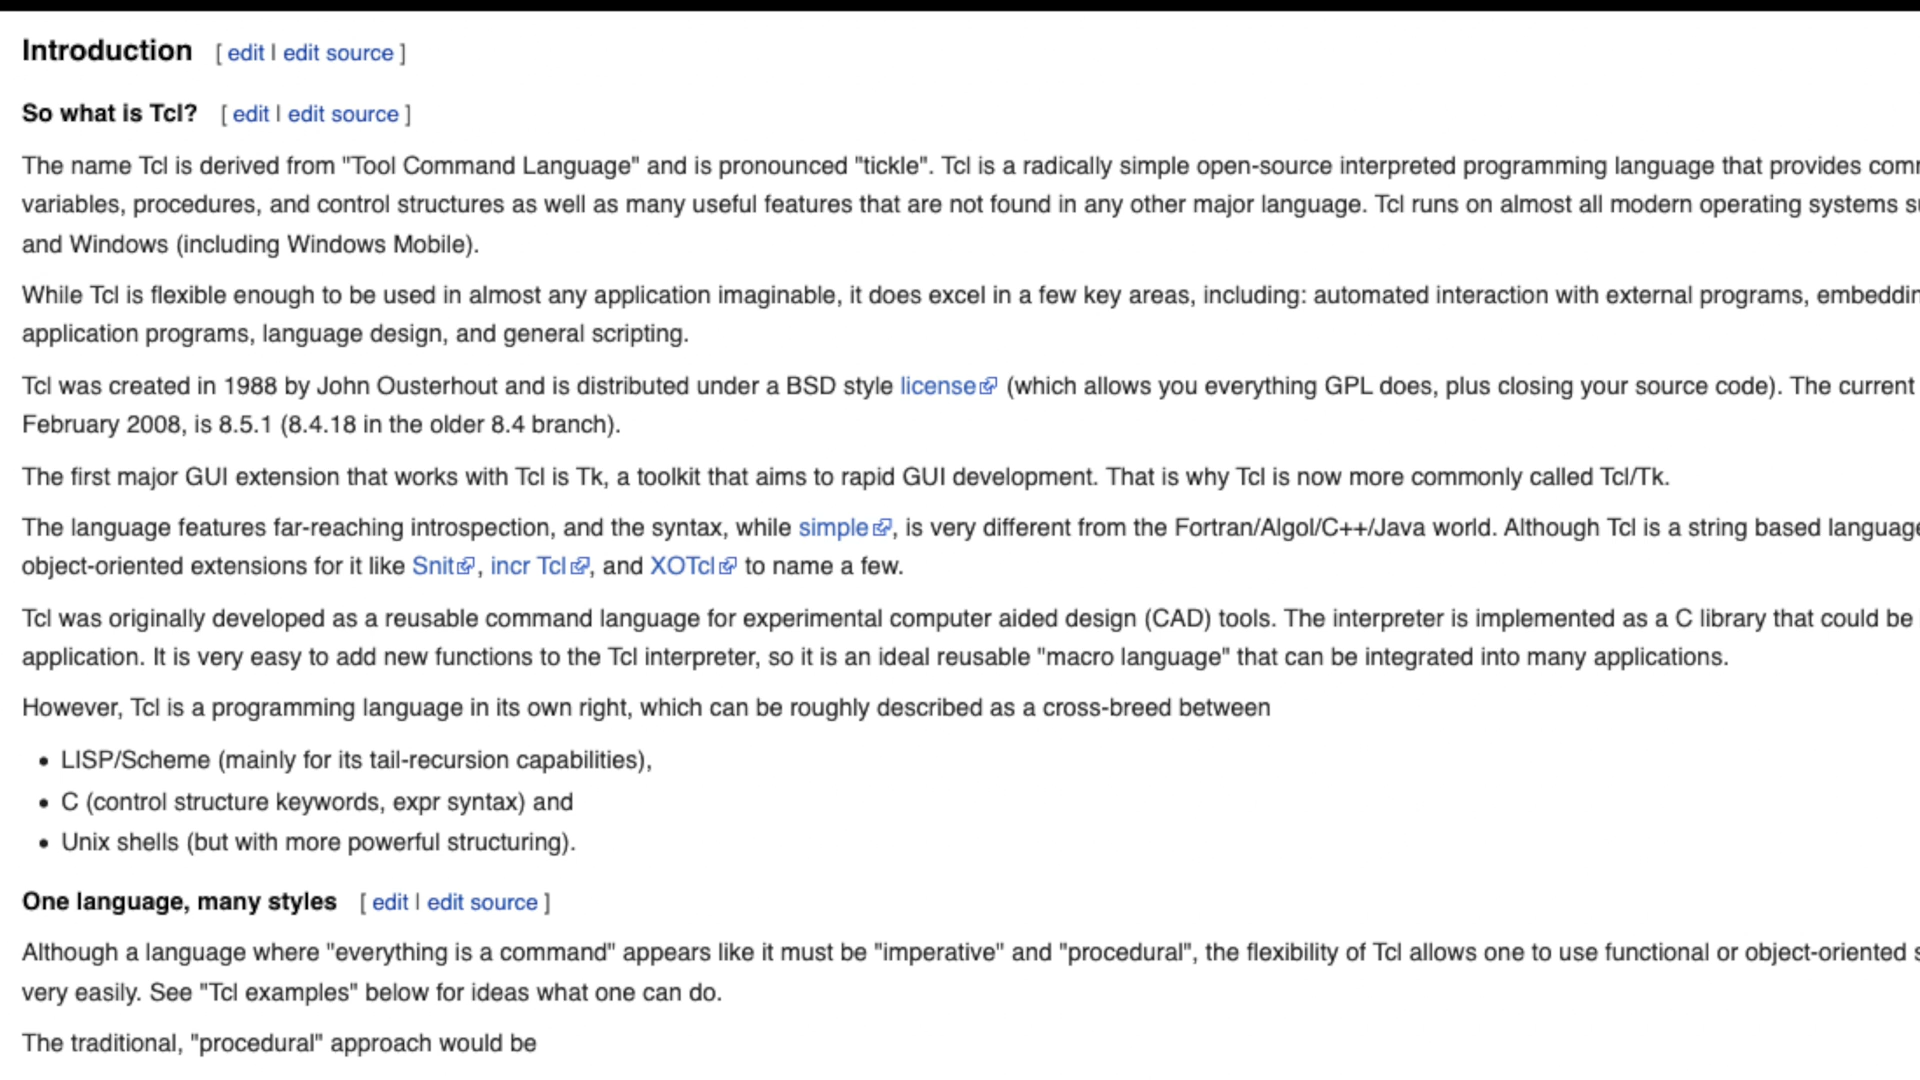 Introduction [ edit | edit source ]
So what is Tcl? [ edit | edit source ]
The name Tcl is derived from "Tool Command Language" and is pronounced "tickle". Tcl is a radically simple open-source interpreted programming language that provides
variables, procedures, and control structures as well as many useful features that are not found in any other major language. Tcl runs on almost all modern operating systems
and Windows (including Windows Mobile).
While Tcl is flexible enough to be used in almost any application imaginable, it does excel in a few key areas, including: automated interaction with external programs,
application programs, language design, and general scripting.
Tcl was created in 1988 by John Ousterhout and is distributed under a BSD style license (which allows you everything GPL does, plus closing your source code). The current
February 2008, is 8.5.1 (8.4.18 in the older 8.4 branch).
The first major GUI extension that works with Tcl is Tk, a toolkit that aims to rapid GUI development. That is why Tcl is now more commonly called Tcl/Tk.
The language features far-reaching introspection, and the syntax, while simple, is very different from the Fortran/Algol/C++/Java world. Although Tcl is a string based language
object-oriented extensions for it like Snit, incr Tcl, and XOTcl to name a few.
Tcl was originally developed as a reusable command language for experimental computer aided design (CAD) tools. The interpreter is implemented as a C library that could be
application. It is very easy to add new functions to the Tcl interpreter, so it is an ideal reusable "macro language" that can be integrated into many applications.
However, Tcl is a programming language in its own right, which can be roughly described as a cross-breed between
• LISP/Scheme (mainly for its tail-recursion capabilities),
• C (control structure keywords, expr syntax) and
• Unix shells (but with more powerful structuring).
One language, many styles [ edit | edit source ]
Although a language where "everything is a command" appears like it must be "imperative" and "procedural", the flexibility of Tcl allows one to use functional or object-oriented
very easily. See "Tcl examples" below for ideas what one can do.
The traditional, "procedural" approach would be